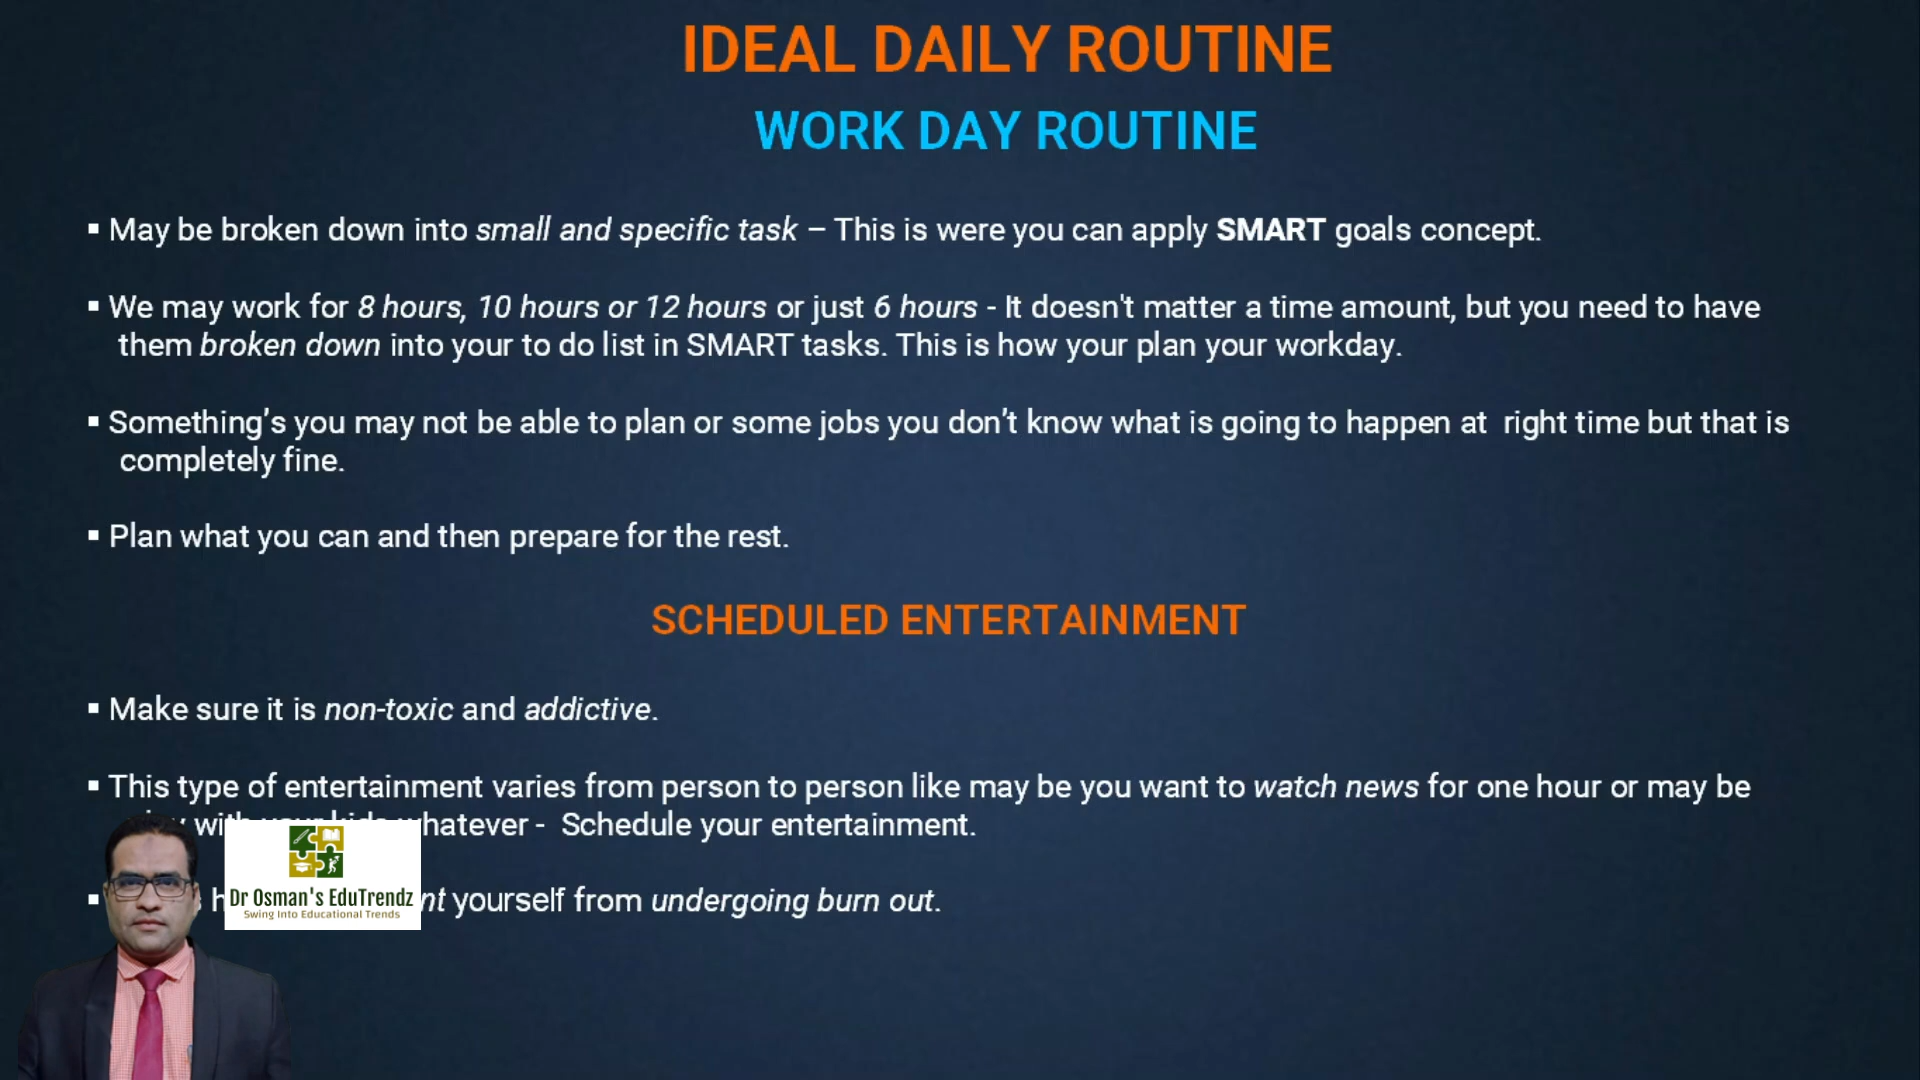 IDEAL DAILY ROUTINE
WORK DAY ROUTINE
▪ May be broken down into small and specific task – This is were you can apply SMART goals concept.
▪ We may work for 8 hours, 10 hours or 12 hours or just 6 hours - It doesn't matter a time amount, but you need to have
them broken down into your to do list in SMART tasks. This is how your plan your workday.
▪ Something’s you may not be able to plan or some jobs you don’t know what is going to happen at right time but that is
completely fine.
▪ Plan what you can and then prepare for the rest.
SCHEDULED ENTERTAINMENT
▪ Make sure it is non-toxic and addictive.
▪ This type of entertainment varies from person to person like may be you want to watch news for one hour or may be
with your kids whatever - Schedule your entertainment.
▪ yourself from undergoing burn out.
Dr Osman's EduTrendz
Swing Into Educational Trends